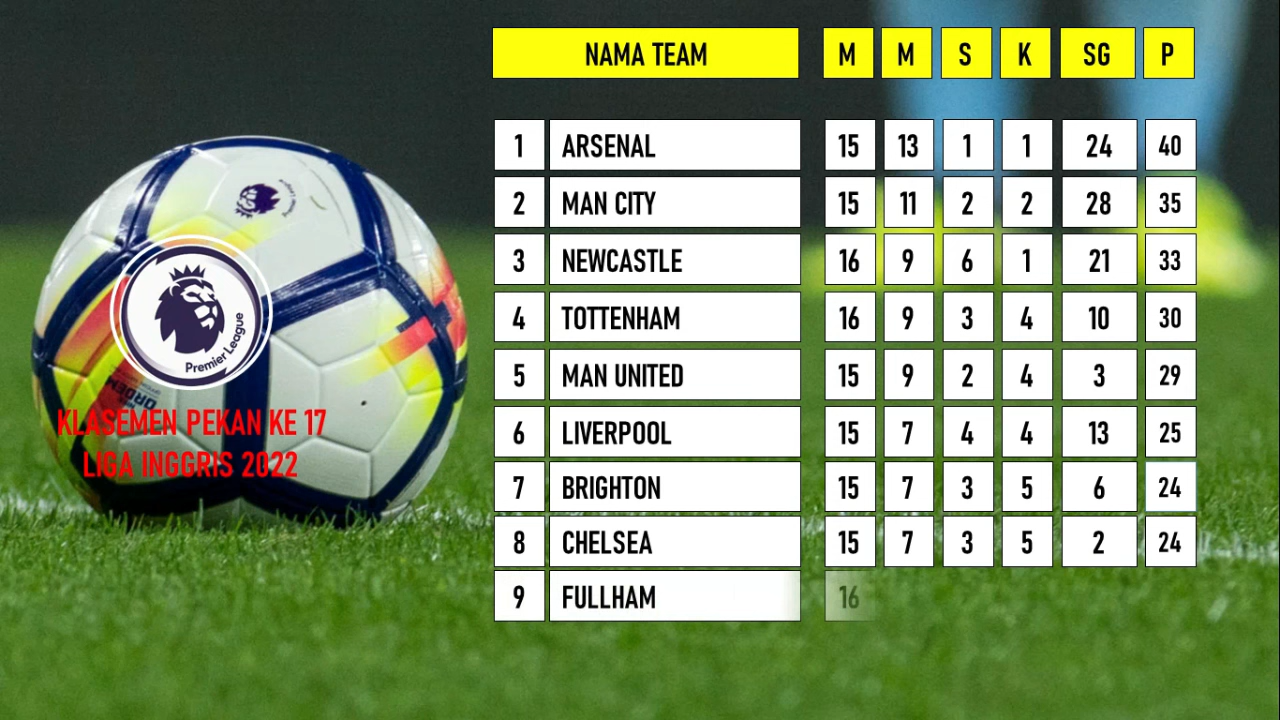 NAMA TEAM M M S K SG P
1 ARSENAL 15 13 1 1 24 40
2 MAN CITY 15 11 2 2 28 35
3 NEWCASTLE 16 9 6 1 21 33
4 TOTTENHAM 16 9 3 4 10 30
5 MAN UNITED 15 9 2 4 3 29
6 LIVERPOOL 15 7 4 4 13 25
7 BRIGHTON 15 7 3 5 6 24
8 CHELSEA 15 7 3 5 2 24
9 FULLHAM 16
Premier League
KLASEMEN PEKAN KE 17
LIGA INGGRIS 2022